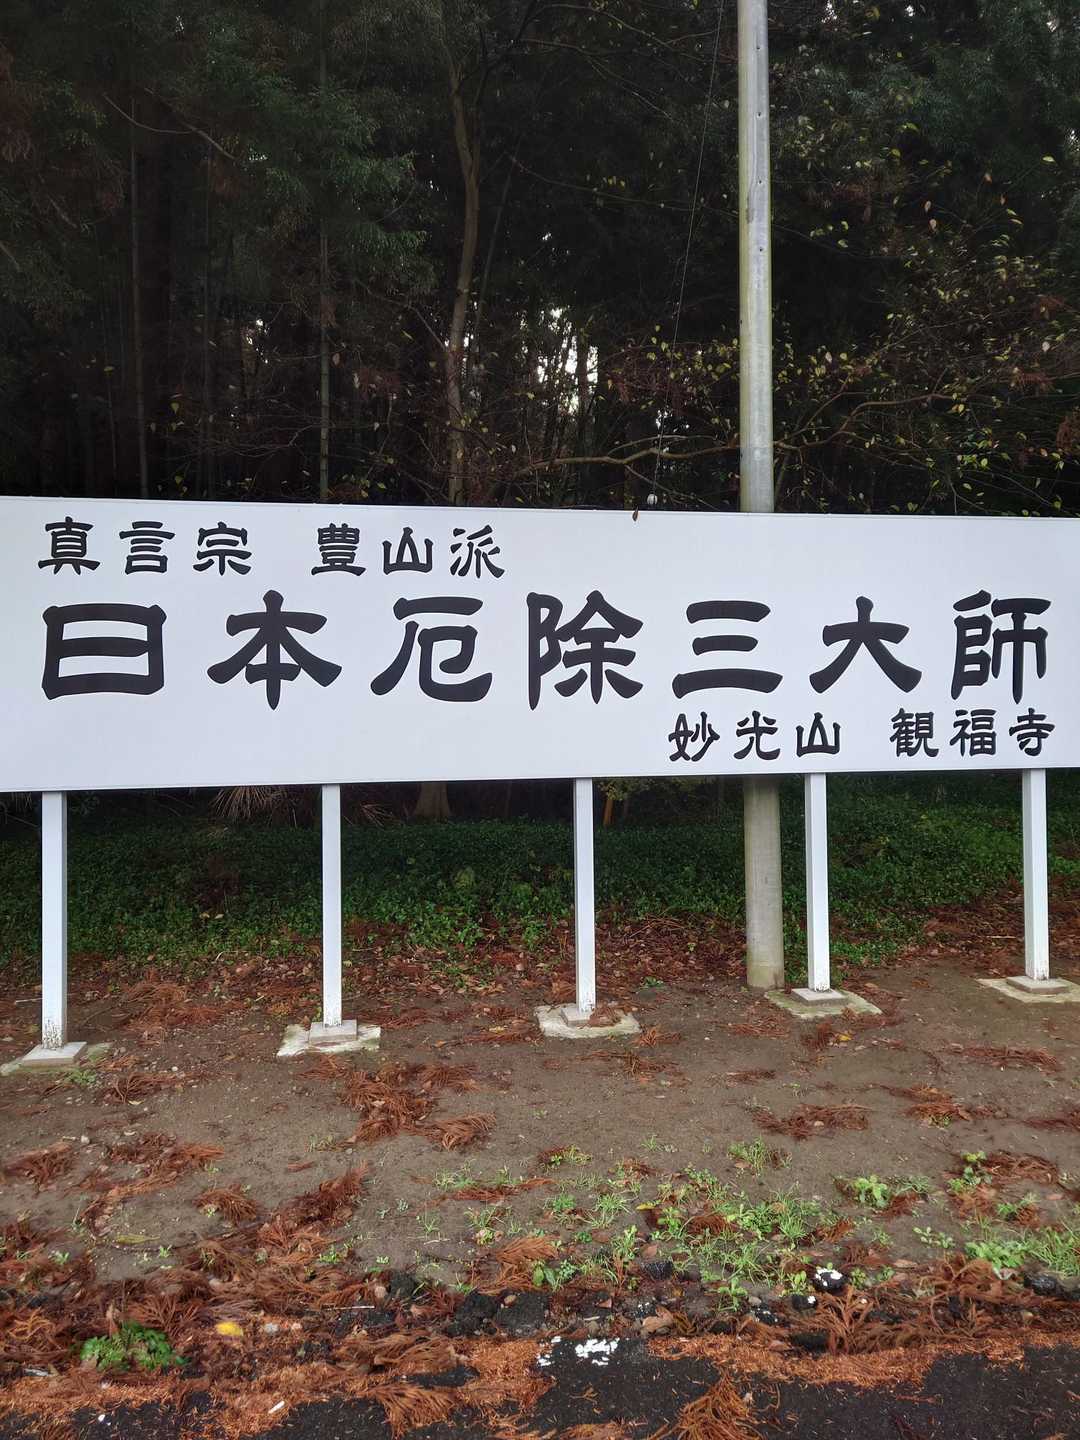 真言宗 豊山派
日本厄除三大師
妙光山 観福寺